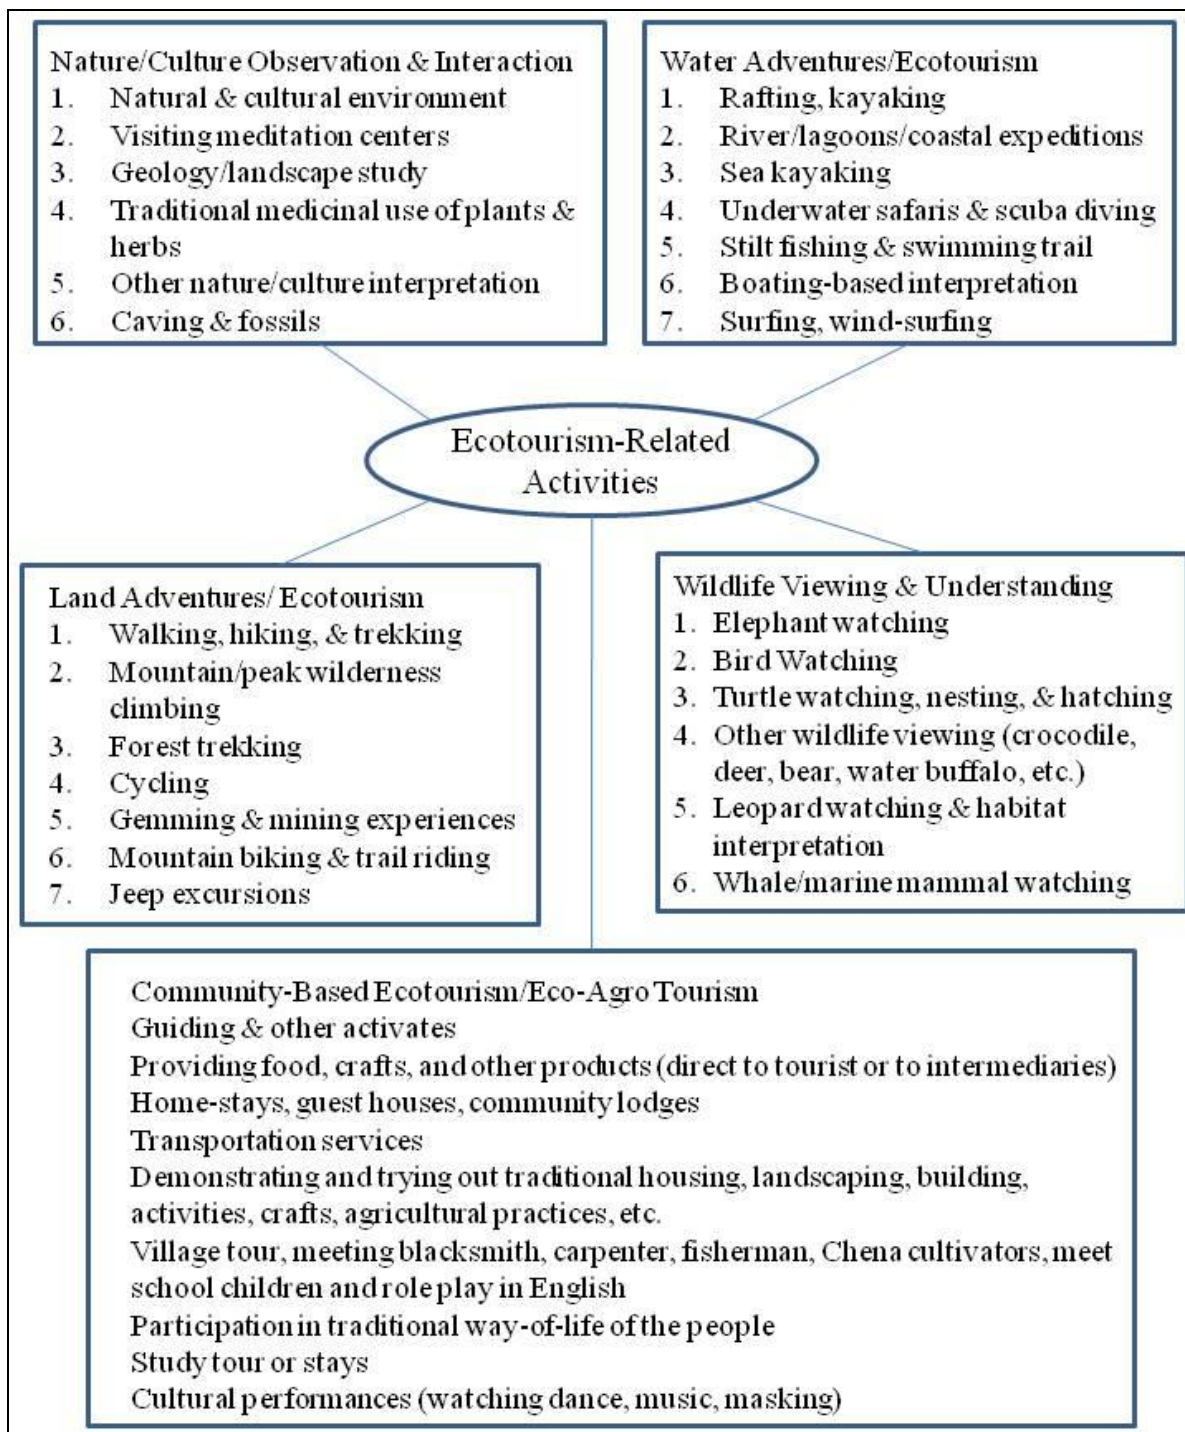 Nature/Culture Observation & Interaction
1. Natural & cultural environment
2. Visiting meditation centers
3. Geology/landscape study
4. Traditional medicinal use of plants &
herbs
5. Other nature/culture interpretation
6. Caving & fossils
Water Adventures/Ecotourism
1. Rafting, kayaking
2. River/lagoons/coastal expeditions
3. Sea kayaking
4. Underwater safaris & scuba diving
5. Stilt fishing & swimming trail
6. Boating-based interpretation
7. Surfing, wind-surfing
Ecotourism-Related
Activities
Land Adventures/ Ecotourism
1. Walking, hiking, & trekking
2. Mountain/peak wilderness
climbing
3. Forest trekking
4. Cycling
5. Gemming & mining experiences
6. Mountain biking & trail riding
7. Jeep excursions
Wildlife Viewing & Understanding
1. Elephant watching
2. Bird Watching
3. Turtle watching, nesting, & hatching
4. Other wildlife viewing (crocodile,
deer, bear, water buffalo, etc.)
5. Leopard watching & habitat
interpretation
6. Whale/marine mammal watching
Community-Based Ecotourism/Eco-Agro Tourism
Guiding & other activates
Providing food, crafts, and other products (direct to tourist or to intermediaries)
Home-stays, guest houses, community lodges
Transportation services
Demonstrating and trying out traditional housing, landscaping, building,
activities, crafts, agricultural practices, etc.
Village tour, meeting blacksmith, carpenter, fisherman, Chena cultivators, meet
school children and role play in English
Participation in traditional way-of-life of the people
Study tour or stays
Cultural performances (watching dance, music, masking)